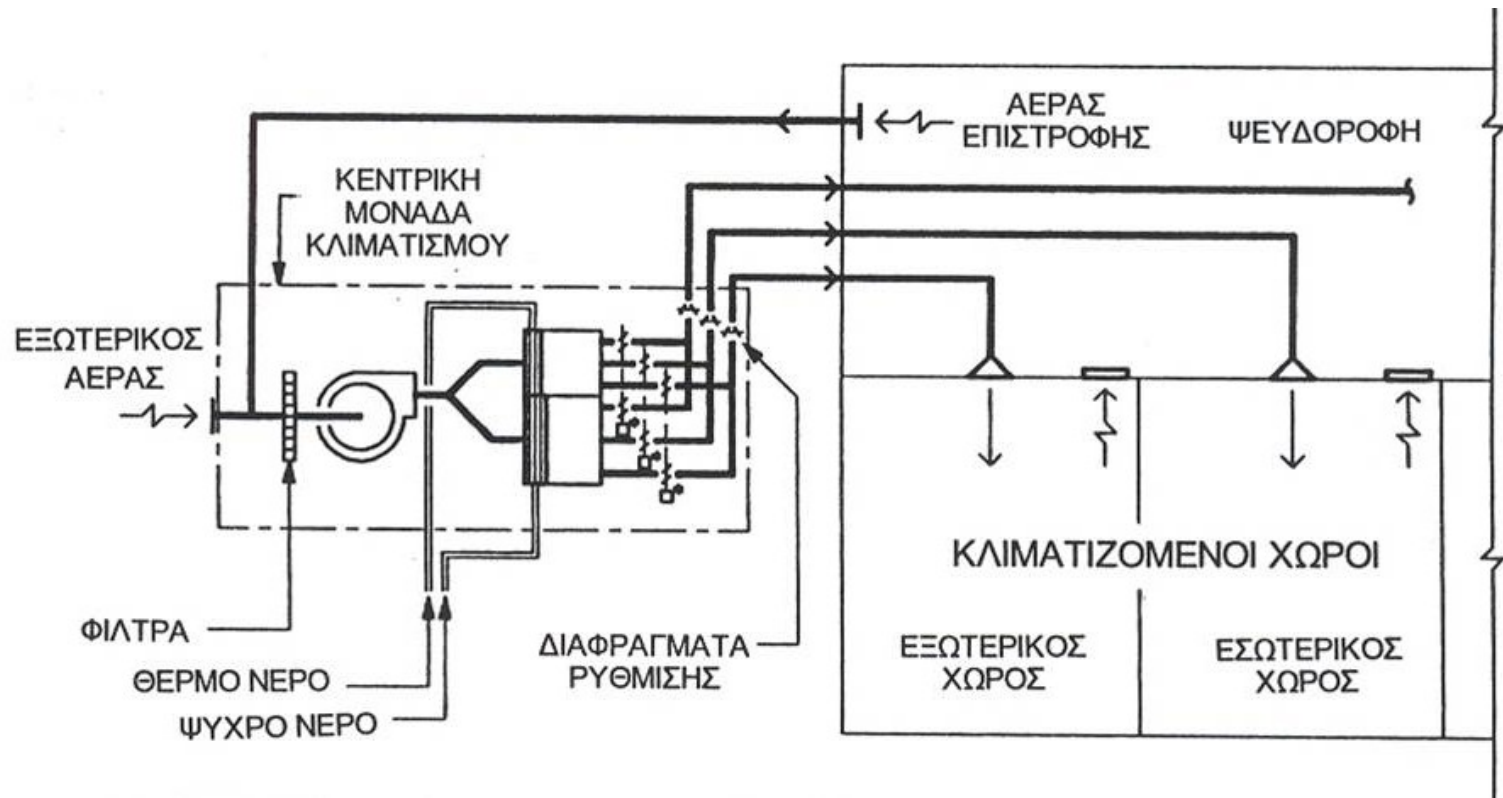 ΑΕΡΑΣ
ΕΠΙΣΤΡΟΦΗΣ
ΨΕΥΔΟΡΟΦΗ
ΚΕΝΤΡΙΚΗ
ΜΟΝΑΔΑ
ΚΛΙΜΑΤΙΣΜΟΥ
ΕΞΩΤΕΡΙΚΟΣ
ΑΕΡΑΣ
ΚΛΙΜΑΤΙΖΟΜΕΝΟΙ ΧΩΡΟΙ
ΦΙΛΤΡΑ
ΔΙΑΦΡΑΓΜΑΤΑ
ΡΥΘΜΙΣΗΣ
ΕΞΩΤΕΡΙΚΟΣ
ΧΩΡΟΣ
ΕΣΩΤΕΡΙΚΟΣ
ΧΩΡΟΣ
ΘΕΡΜΟ ΝΕΡΟ
ΨΥΧΡΟ ΝΕΡΟ